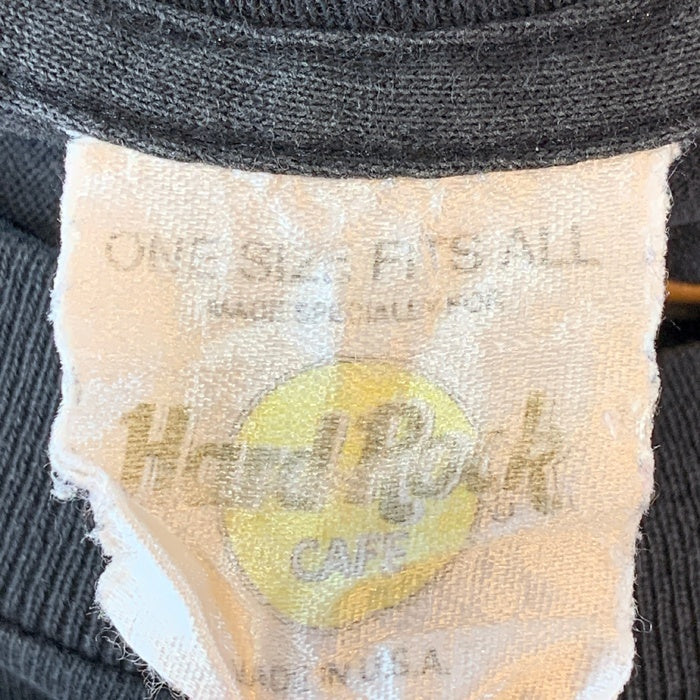 ONE SIZE FITS ALL
MADE SPECIALLY FOR
Hard Rock
CAFE
MADE IN U.S.A.